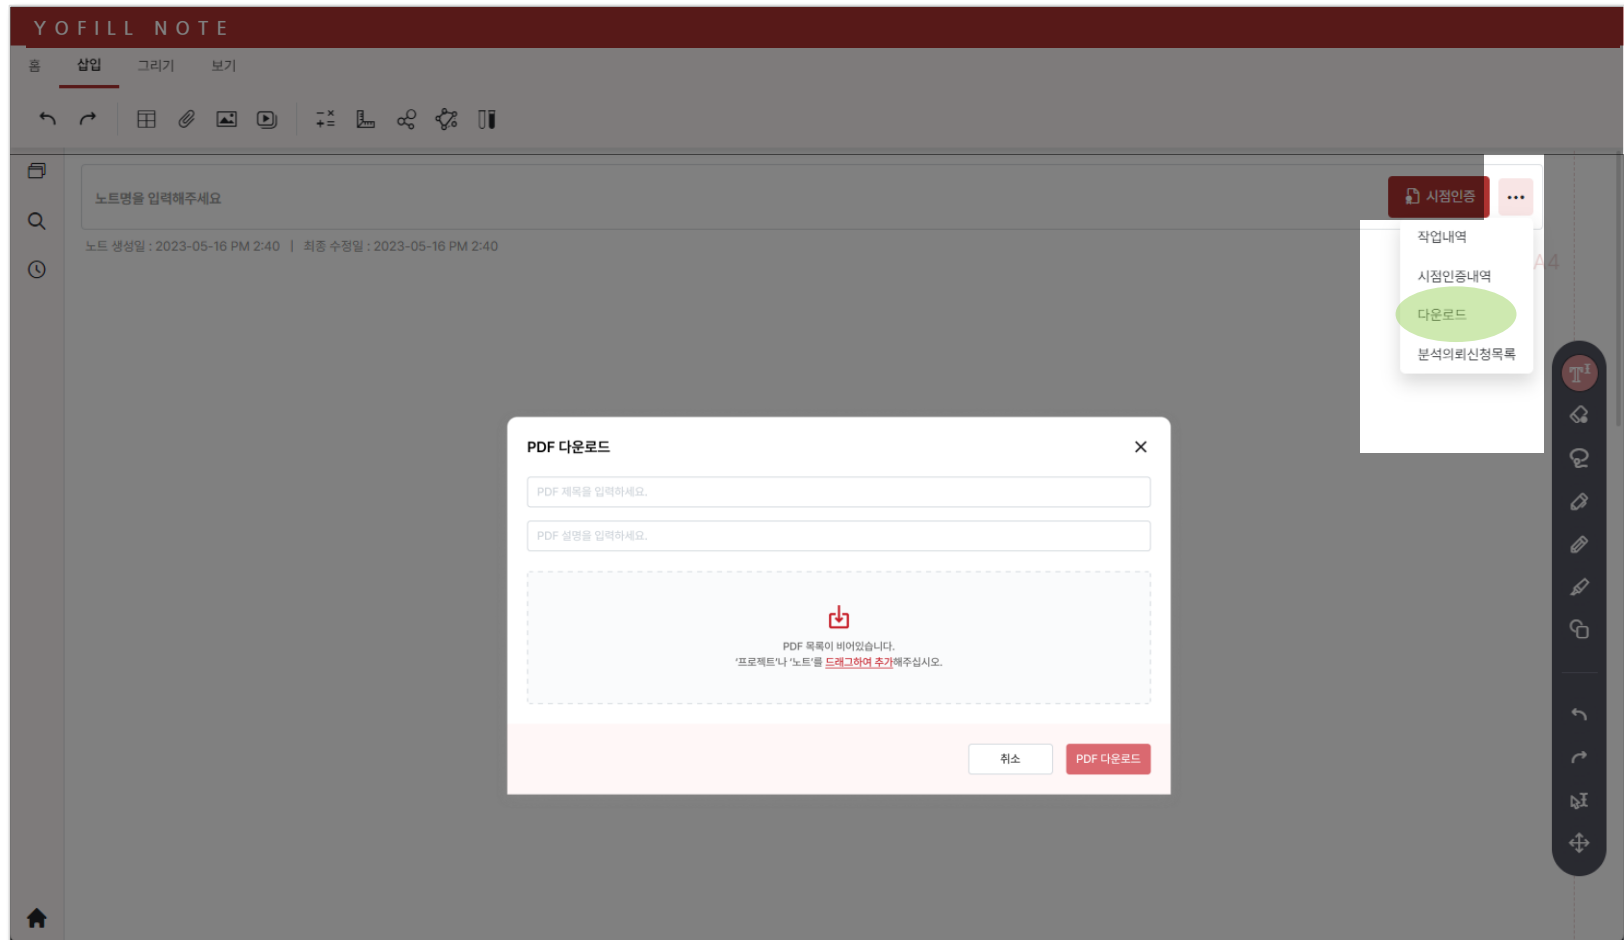 YOFILL NOTE
홈 삽입 그리기 보기
노트명을 입력해주세요
시점인증
노트 생성일 : 2023-05-16 PM 2:40 | 최종 수정일 : 2023-05-16 PM 2:40
작업내역
A4
시점인증내역
다운로드
분석의뢰신청목록
PDF 다운로드
PDF 제목을 입력하세요.
PDF 설명을 입력하세요.
PDF 목록이 비어있습니다.
'프로젝트'나 '노트'를 드래그하여 추가해주십시오.
취소
PDF 다운로드